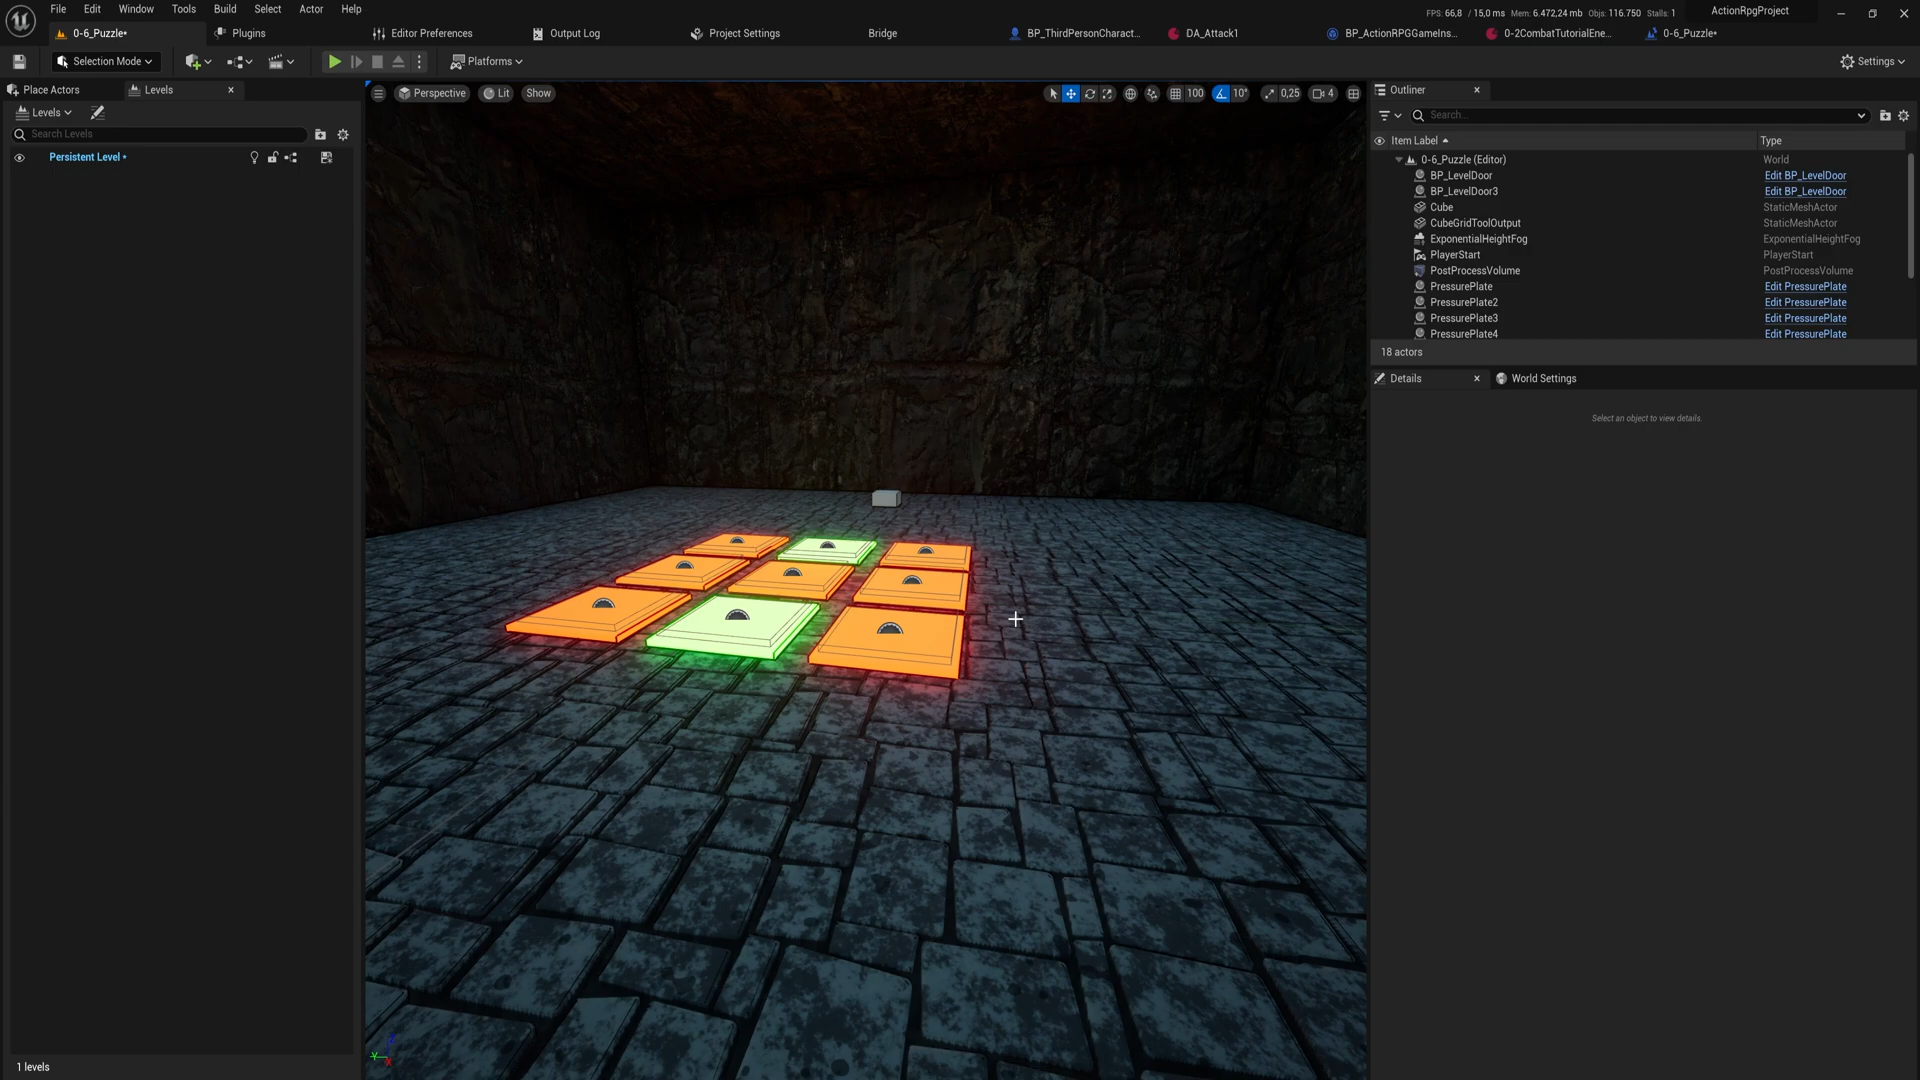 File Edit Window Tools Build Select Actor Help
FPS: 66,8 / 15,0 ms Mem: 6.472,24 mb Objs: 116.750 Stalls: 1
ActionRpgProject
0-6_Puzzle*
Plugins
Editor Preferences
Output Log
Project Settings
Bridge
BP_ThirdPersonCharact...
DA_Attack1
BP_ActionRPGGameIns...
0-2CombatTutorialEne...
0-6_Puzzle*
Selection Mode
Platforms
Settings
Place Actors
Levels
Levels
Search Levels
Persistent Level *
1 levels
Perspective
Lit
Show
100
10°
0,25
4
Outliner
Search...
Item Label
Type
0-6_Puzzle (Editor) World
BP_LevelDoor Edit BP_LevelDoor
BP_LevelDoor3 Edit BP_LevelDoor
Cube StaticMeshActor
CubeGridToolOutput StaticMeshActor
ExponentialHeightFog ExponentialHeightFog
PlayerStart PlayerStart
PostProcessVolume PostProcessVolume
PressurePlate Edit PressurePlate
PressurePlate2 Edit PressurePlate
PressurePlate3 Edit PressurePlate
PressurePlate4 Edit PressurePlate
18 actors
Details
World Settings
Select an object to view details.